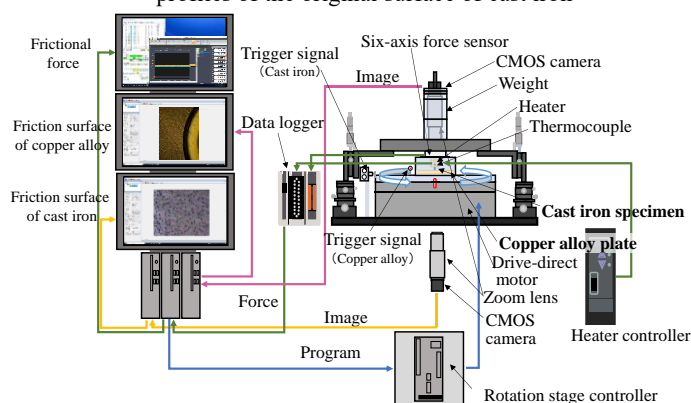 profiles of the original surface of cast iron
Frictional
force
Trigger signal
(Cast iron)
Six-axis force sensor
Image
CMOS camera
Weight
Heater
Thermocouple
Friction surface
of copper alloy
Data logger
Friction surface
of cast iron
Cast iron specimen
Trigger signal
(Copper alloy)
Copper alloy plate
Drive-direct
motor
Zoom lens
Force
CMOS
camera
Image
Heater controller
Program
Rotation stage controller